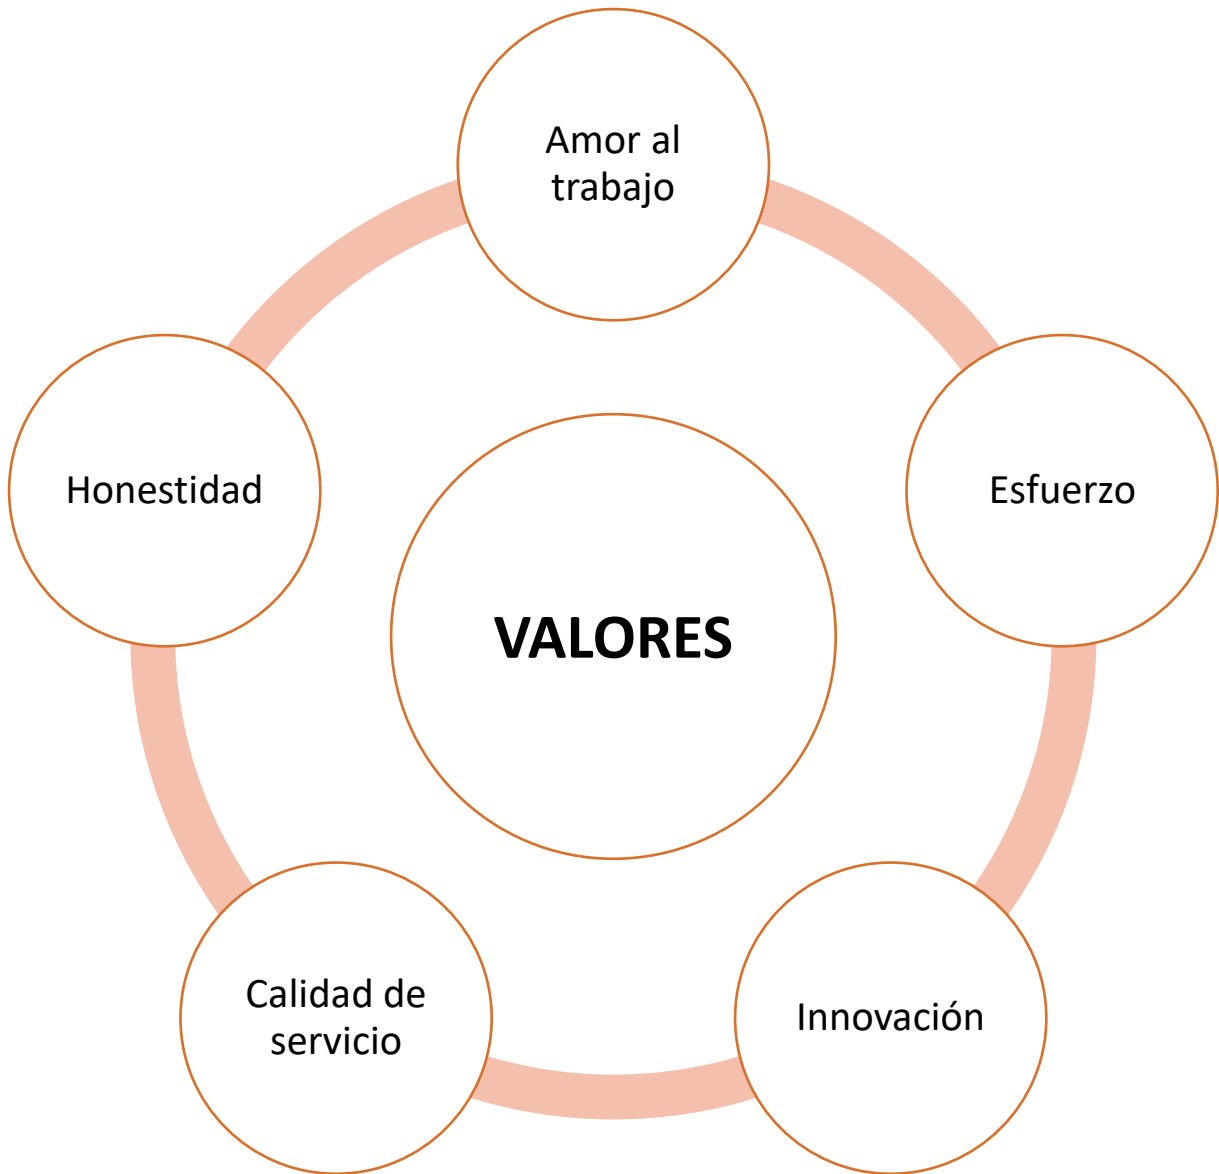 Amor al
trabajo
Honestidad
Esfuerzo
VALORES
Calidad de
servicio
Innovación